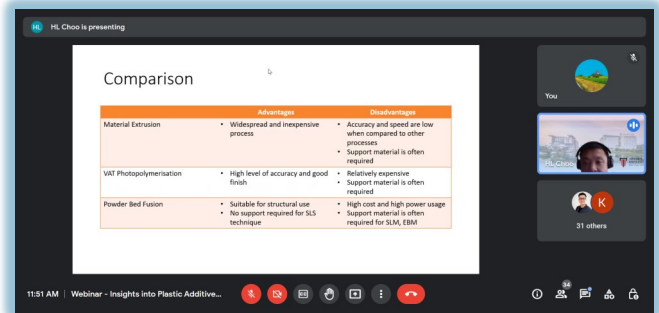 HL
HL Choo is presenting
Comparison
Advantages
Disadvantages
Material Extrusion
• Widespread and inexpensive
process
• Accuracy and speed are low
when compared to other
processes
• Support material is often
required
VAT Photopolymerisation
• High level of accuracy and good
finish
• Relatively expensive
• Support material is often
required
Powder Bed Fusion
• Suitable for structural use
• No support required for SLS
technique
• High cost and high power usage
• Support material is often
required for SLM, EBM
You
HL Choo
K
31 others
11:51 AM | Webinar - Insights into Plastic Additive...
34